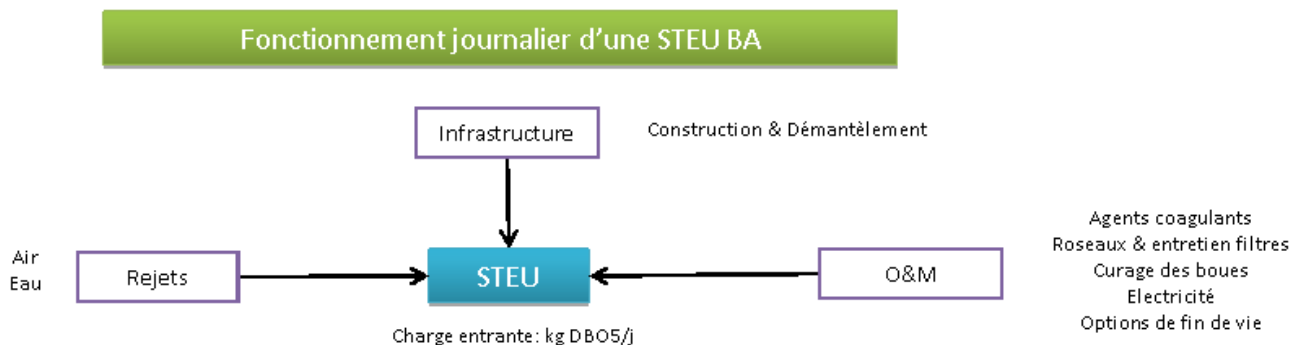 Fonctionnement journalier d'une STEU BA
Infrastructure
Construction & Démantèlement
Air
Eau
Rejets
STEU
O&M
Agents coagulants
Roseaux & entretien filtres
Curage des boues
Electricité
Options de fin de vie
Charge entrante: kg DBO5/j